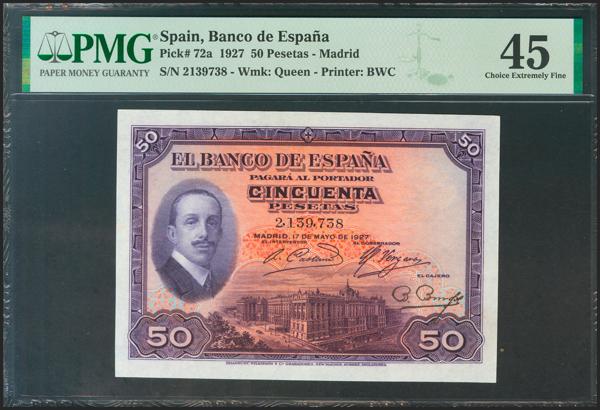 PMG®
PAPER MONEY GUARANTY
Spain, Banco de España
Pick# 72a 1927 50 Pesetas - Madrid
S/N 2139738 - Wmk: Queen - Printer: BWC
45
Choice Extremely Fine
50 50
EL BANCO DE ESPAÑA
PAGARÁ AL PORTADOR
CINCUENTA
PESETAS
2,139,738
MADRID, 17 DE MAYO DE 1927
EL INTERVENTOR EL GOBERNADOR
EL CAJERO
50 50